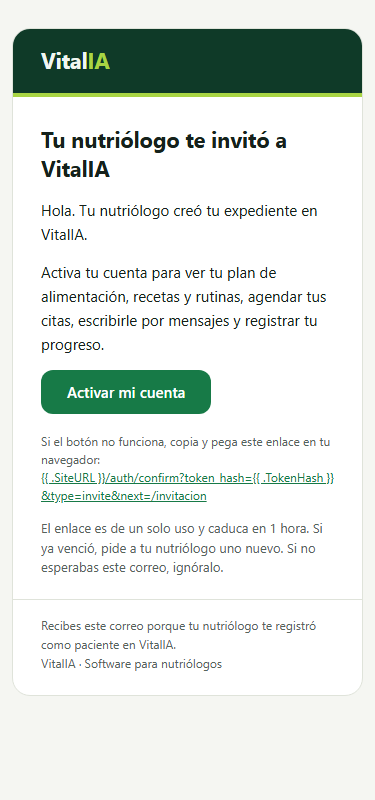 VitalIA
Tu nutriólogo te invitó a
VitalIA
Hola. Tu nutriólogo creó tu expediente en
VitalIA.
Activa tu cuenta para ver tu plan de
alimentación, recetas y rutinas, agendar tus
citas, escribirle por mensajes y registrar tu
progreso.
Activar mi cuenta
Si el botón no funciona, copia y pega este enlace en tu
navegador:
{{ .SiteURL }}/auth/confirm?token_hash={{ .TokenHash }}
&type=invite&next=/invitacion
El enlace es de un solo uso y caduca en 1 hora. Si
ya venció, pide a tu nutriólogo uno nuevo. Si no
esperabas este correo, ignóralo.
Recibes este correo porque tu nutriólogo te registró
como paciente en VitalIA.
VitalIA · Software para nutriólogos